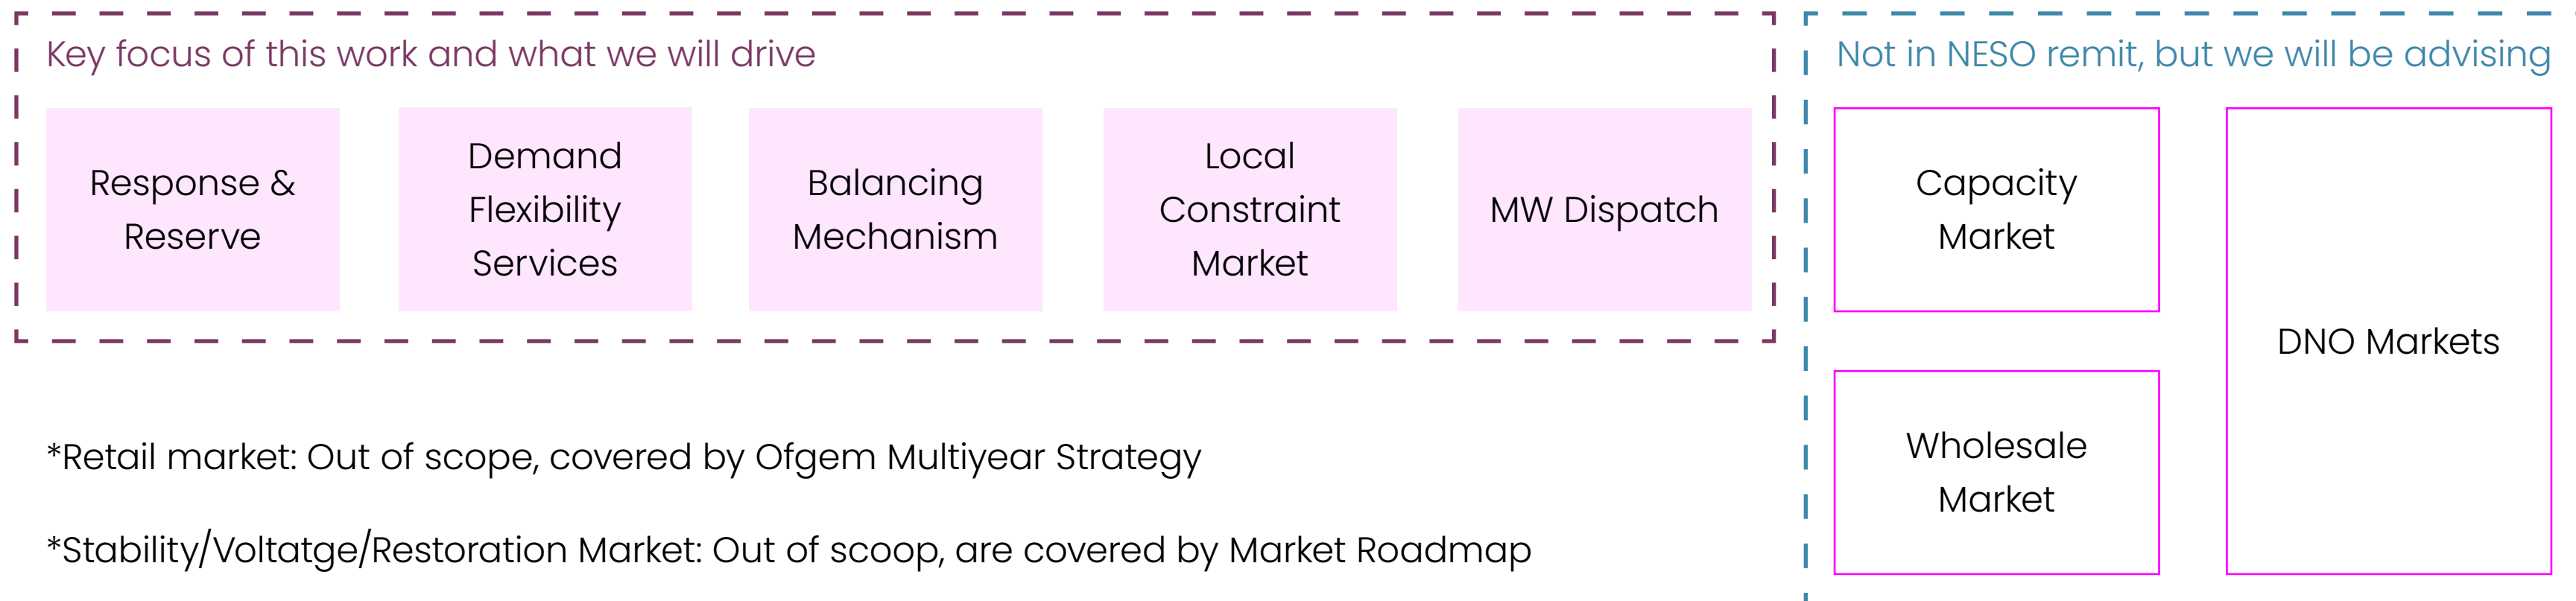 Key focus of this work and what we will drive
Response &
Reserve
Demand
Flexibility
Services
Balancing
Mechanism
Local
Constraint
Market
MW Dispatch
*Retail market: Out of scope, covered by Ofgem Multiyear Strategy
*Stability/Voltatge/Restoration Market: Out of scoop, are covered by Market Roadmap
Not in NESO remit, but we will be advising
Capacity
Market
Wholesale
Market
DNO Markets